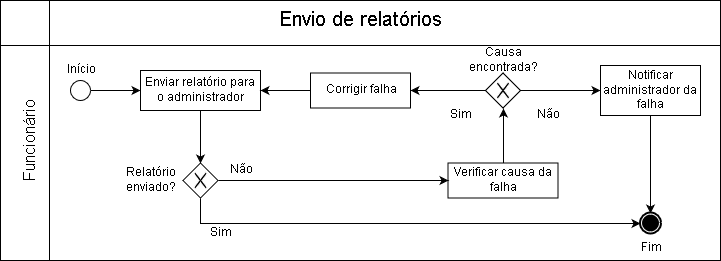 Envio de relatórios
Funcionário
Início
Enviar relatório para
o administrador
Corrigir falha
Causa
encontrada?
X
Sim
Não
Notificar
administrador da
falha
Relatório
enviado?
X
Não
Sim
Verificar causa da
falha
Fim